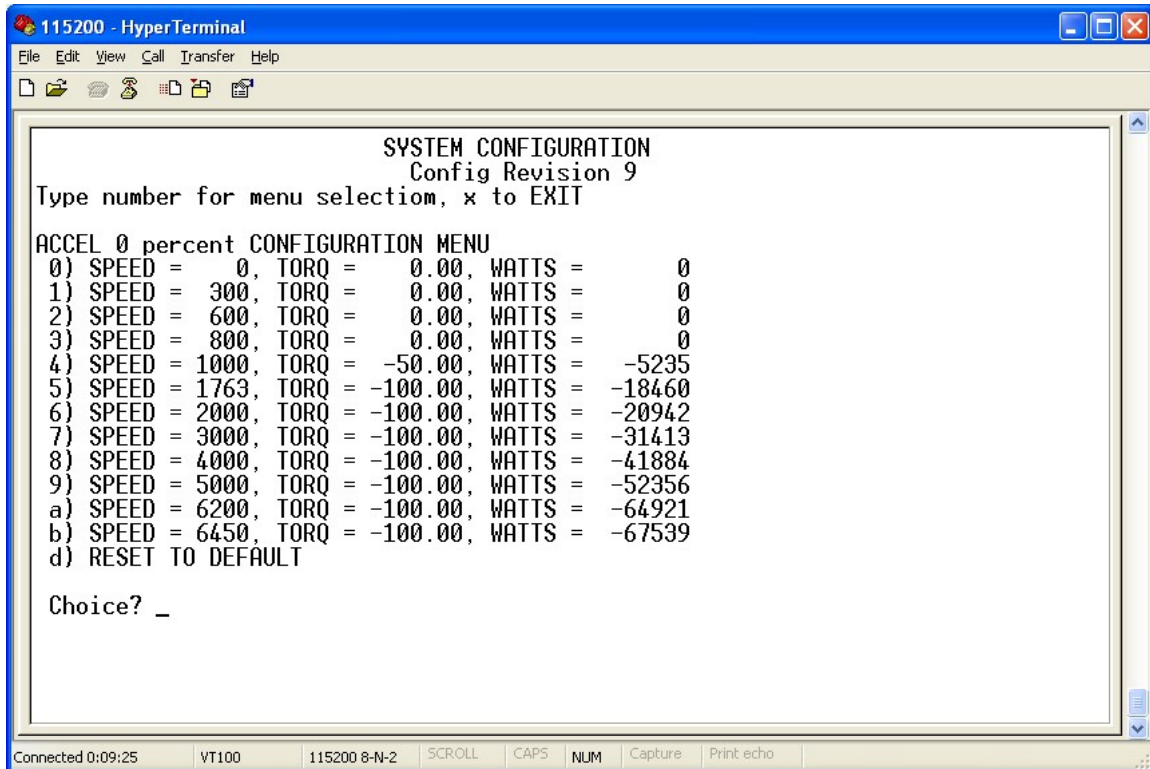 115200 - HyperTerminal
File Edit View Call Transfer Help
SYSTEM CONFIGURATION
Config Revision 9
Type number for menu selectiom, x to EXIT
ACCEL 0 percent CONFIGURATION MENU
0) SPEED = 0, TORQ = 0.00, WATTS = 0
1) SPEED = 300, TORQ = 0.00, WATTS = 0
2) SPEED = 600, TORQ = 0.00, WATTS = 0
3) SPEED = 800, TORQ = 0.00, WATTS = 0
4) SPEED = 1000, TORQ = -50.00, WATTS = -5235
5) SPEED = 1763, TORQ = -100.00, WATTS = -18460
6) SPEED = 2000, TORQ = -100.00, WATTS = -20942
7) SPEED = 3000, TORQ = -100.00, WATTS = -31413
8) SPEED = 4000, TORQ = -100.00, WATTS = -41884
9) SPEED = 5000, TORQ = -100.00, WATTS = -52356
a) SPEED = 6200, TORQ = -100.00, WATTS = -64921
b) SPEED = 6450, TORQ = -100.00, WATTS = -67539
d) RESET TO DEFAULT
Choice? _
Connected 0:09:25 VT100 115200 8-N-2 SCROLL CAPS NUM Capture Print echo